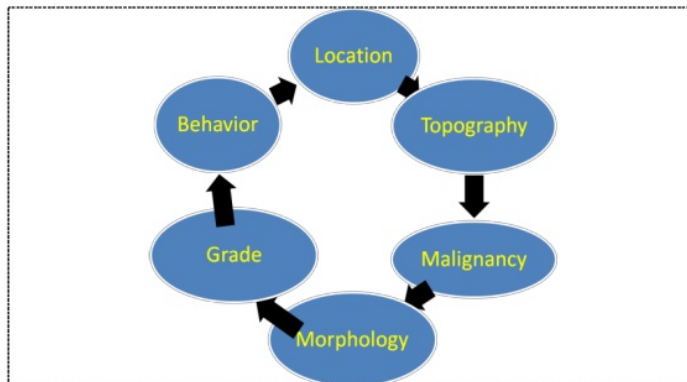 Location
Topography
Malignancy
Morphology
Grade
Behavior